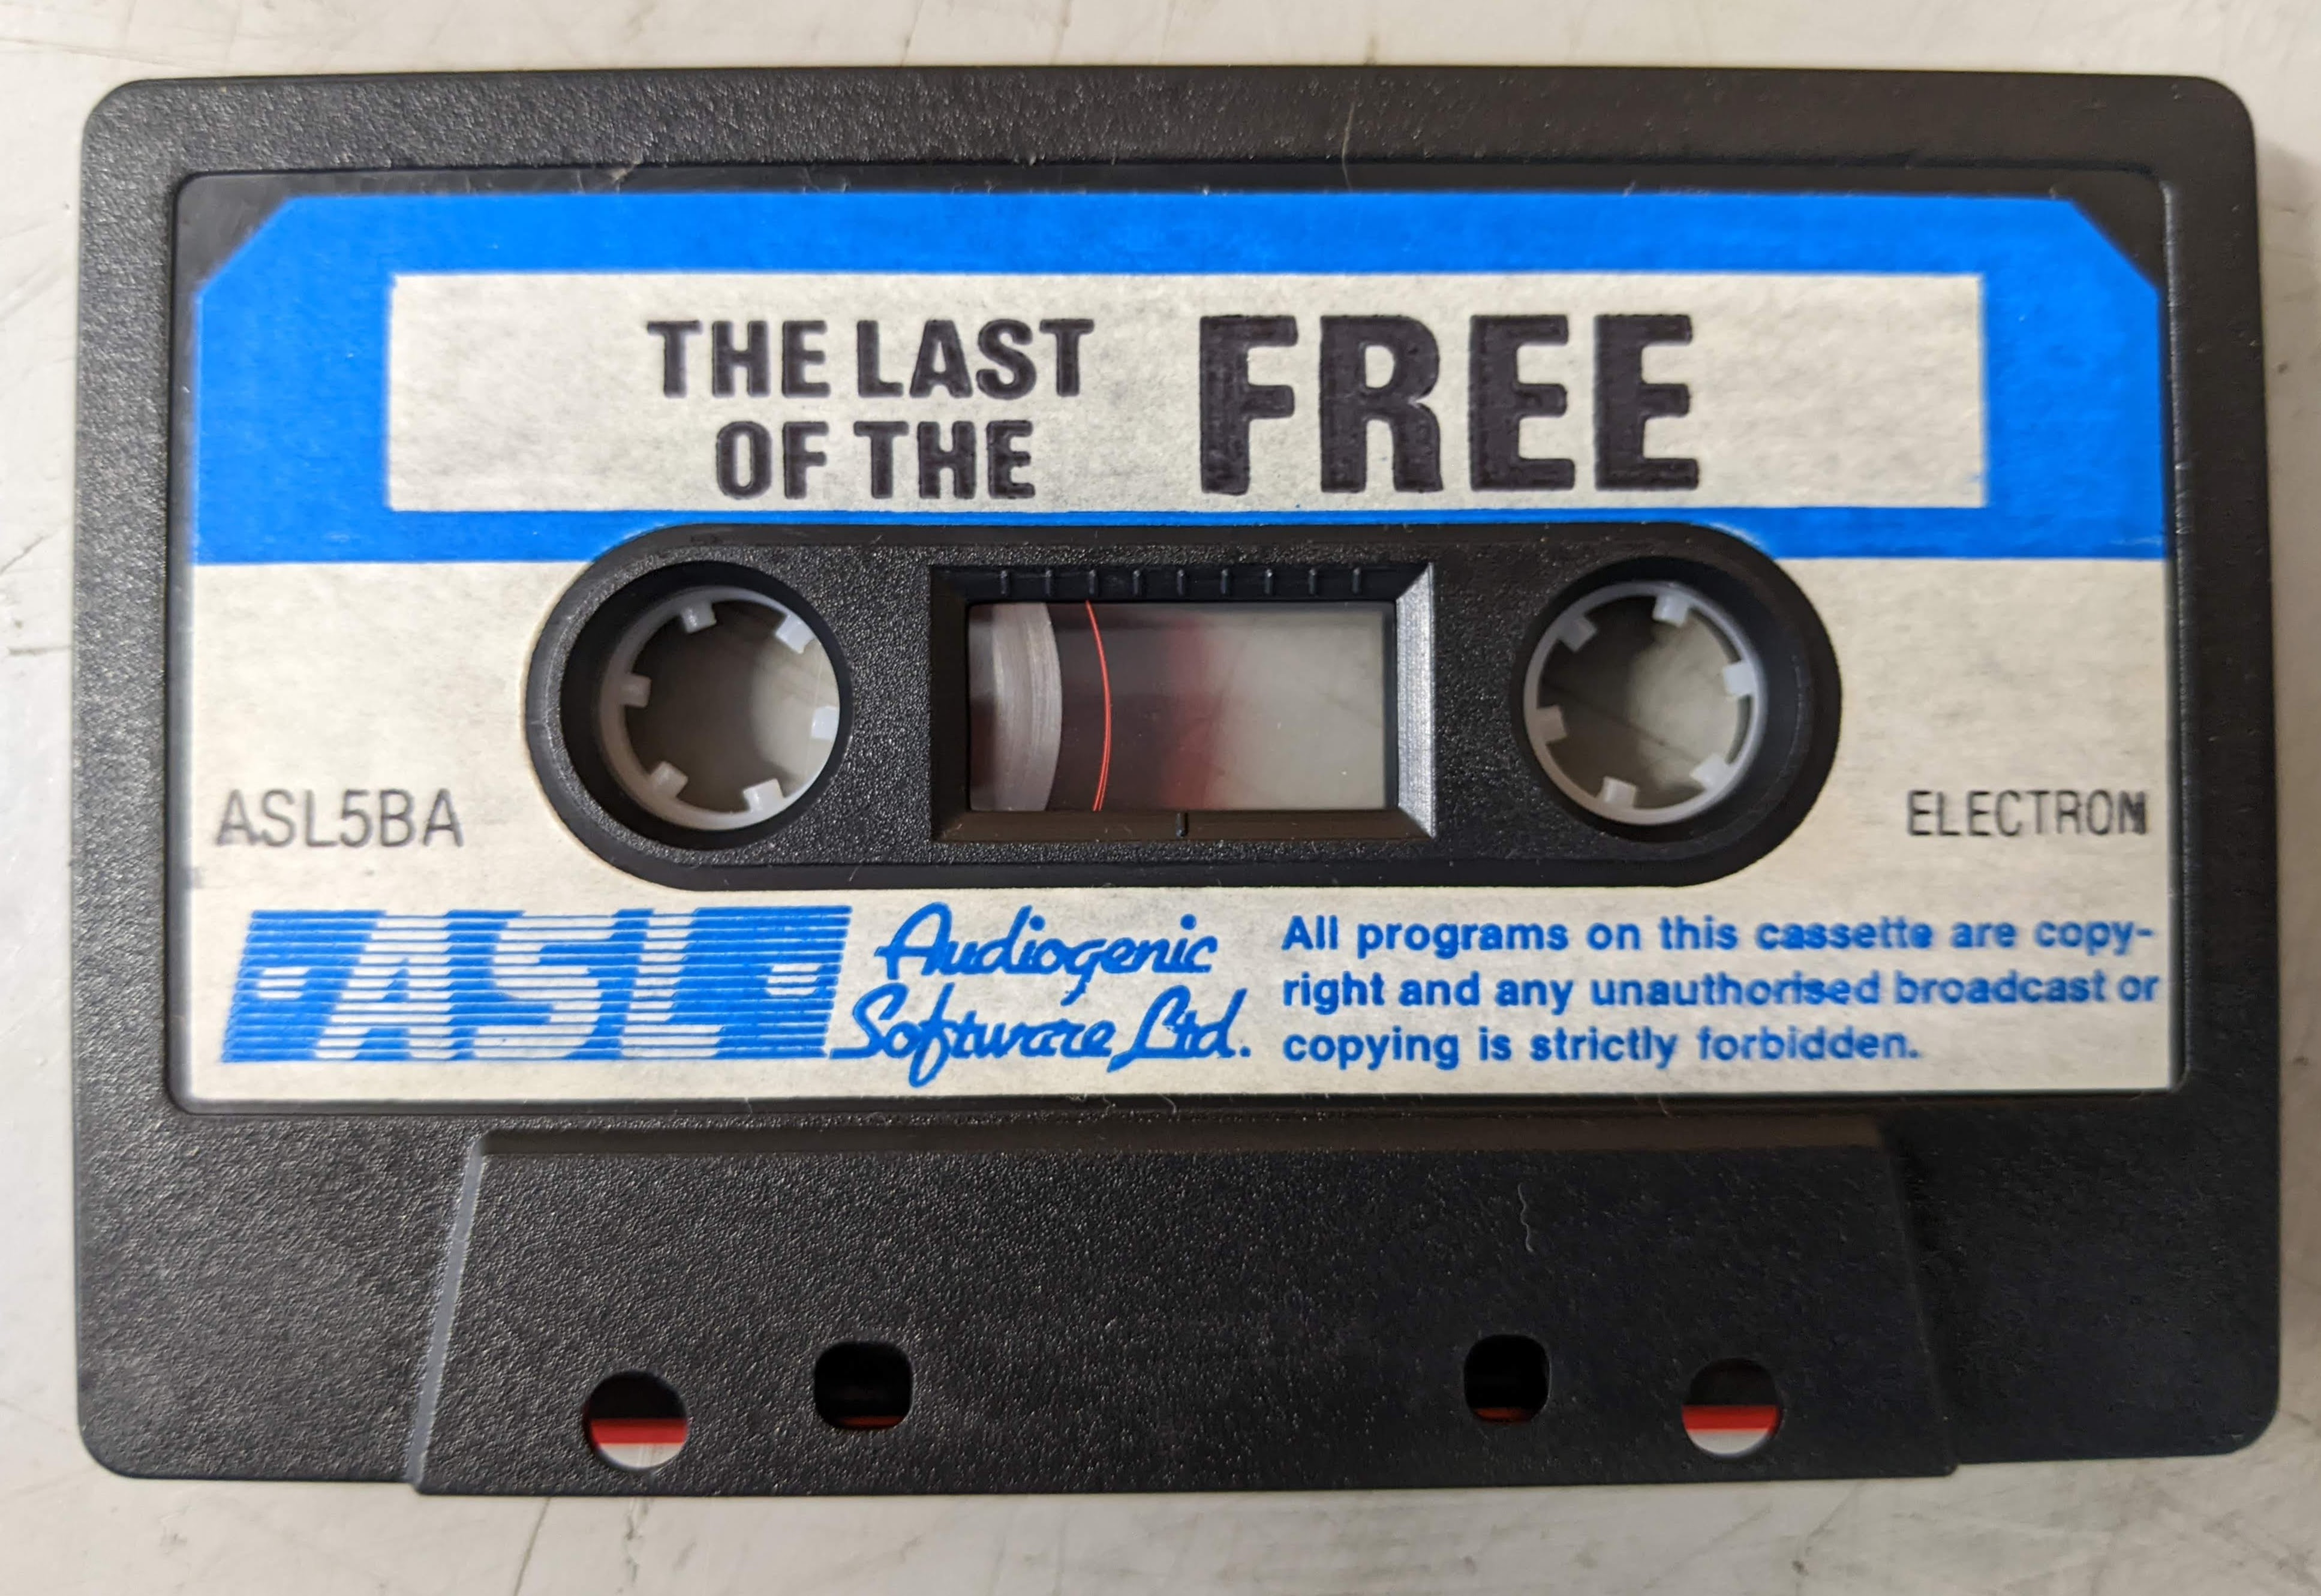 THE LAST
OF THE
FREE
ASL5BA
ELECTRON
ASL
Audiogenic
Software Ltd.
All programs on this cassette are copy-
right and any unauthorised broadcast or
copying is strictly forbidden.